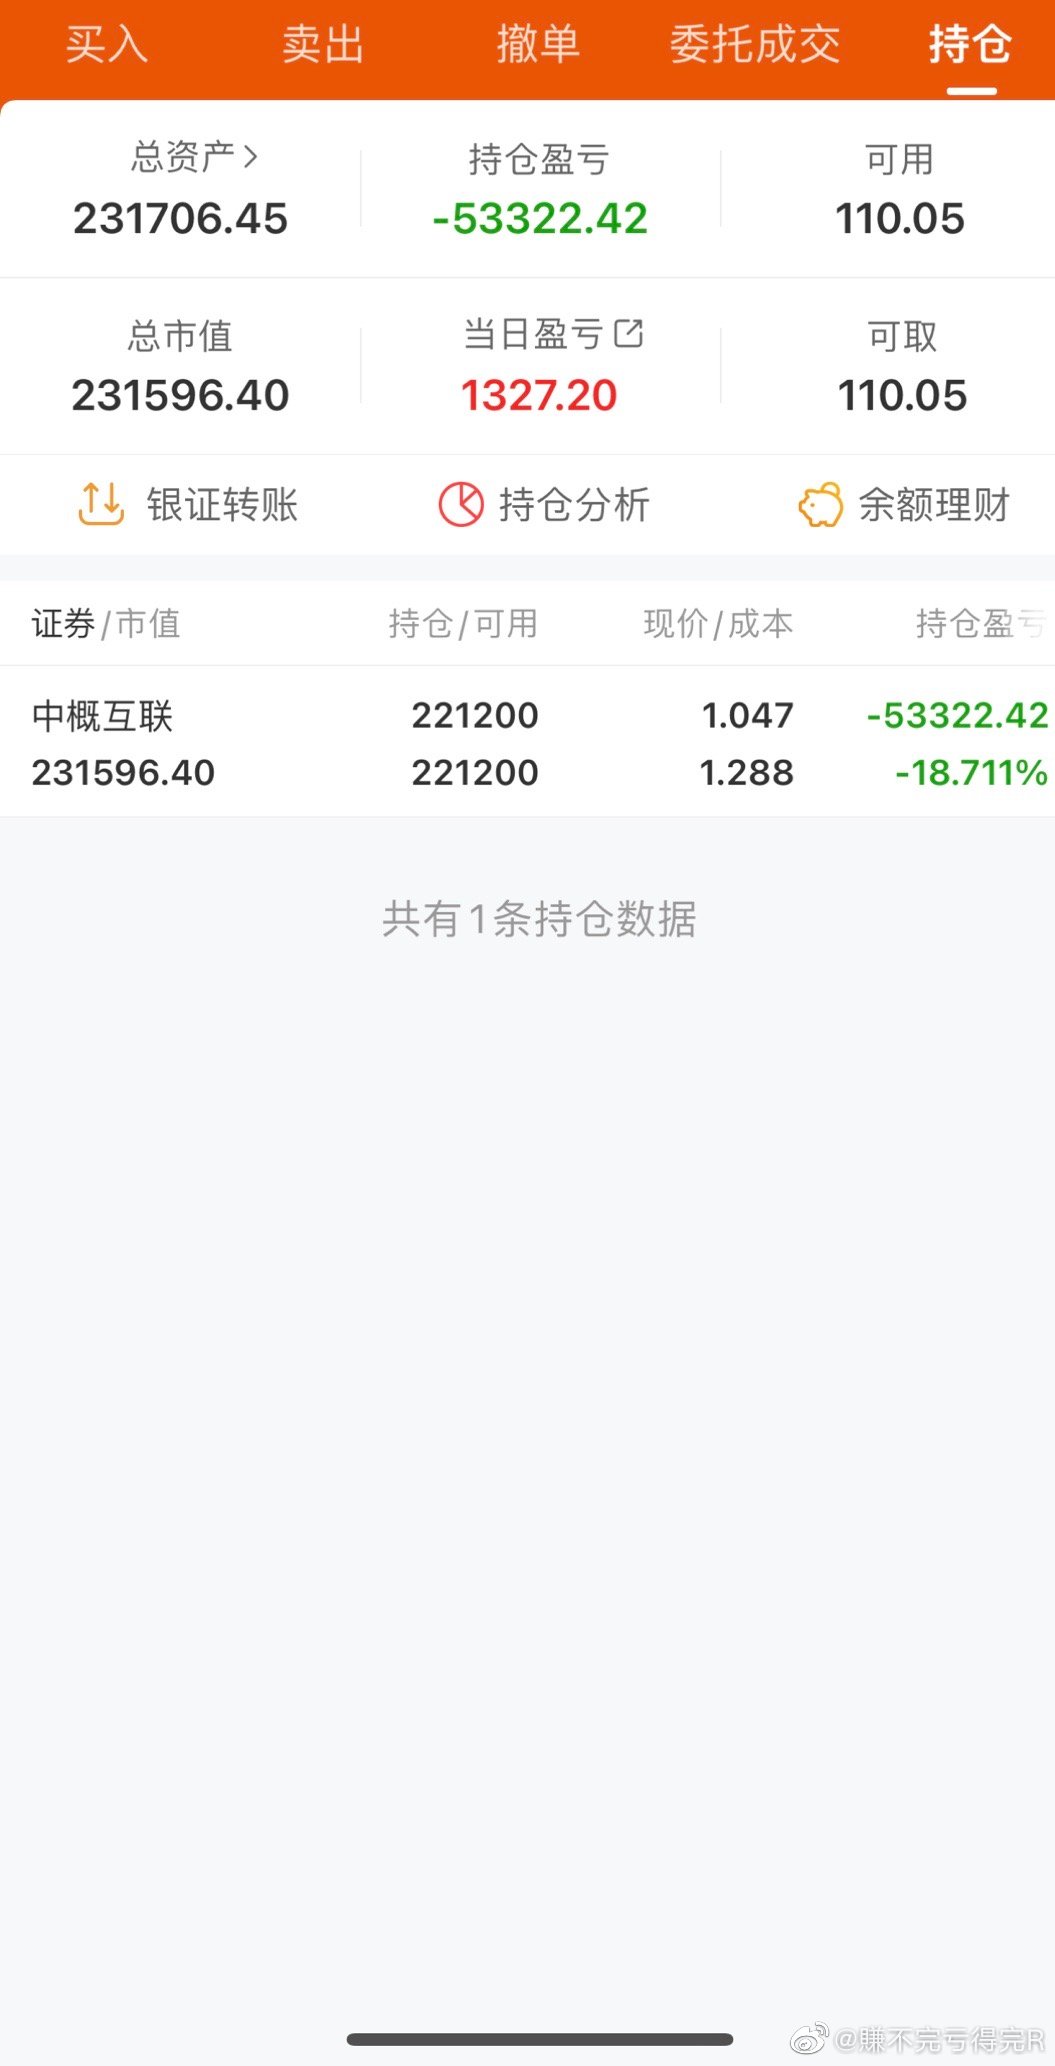 买入 卖出 撤单 委托成交 持仓
总资产 持仓盈亏 可用
231706.45 -53322.42 110.05
总市值 当日盈亏 可取
231596.40 1327.20 110.05
银证转账 持仓分析 余额理财
证券/市值 持仓/可用 现价/成本 持仓盈亏
中概互联 221200 1.047 -53322.42
231596.40 221200 1.288 -18.711%
共有1条持仓数据
@賺不完亏得完R